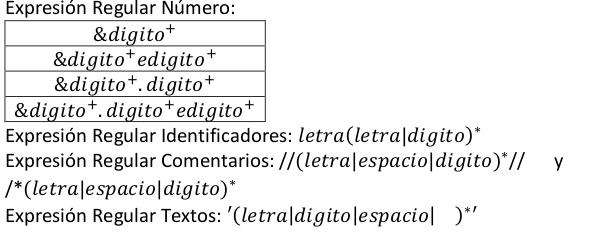 Expresión Regular Número:
&digito⁺
&digito⁺edigito⁺
&digito⁺.digito⁺
&digito⁺.digito⁺edigito⁺
Expresión Regular Identificadores: letra(letra|digito)*
Expresión Regular Comentarios: //(letra|espacio|digito)*// y
/*(letra|espacio|digito)*
Expresión Regular Textos: ′(letra|digito|espacio| )*′